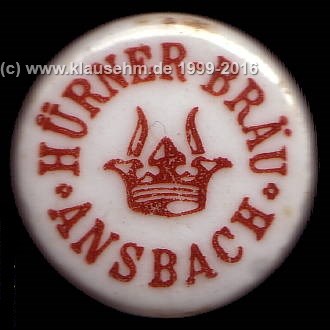 (c) www.klausehm.de 1999-2016
HÜRNER BRÄU
ANSBACH